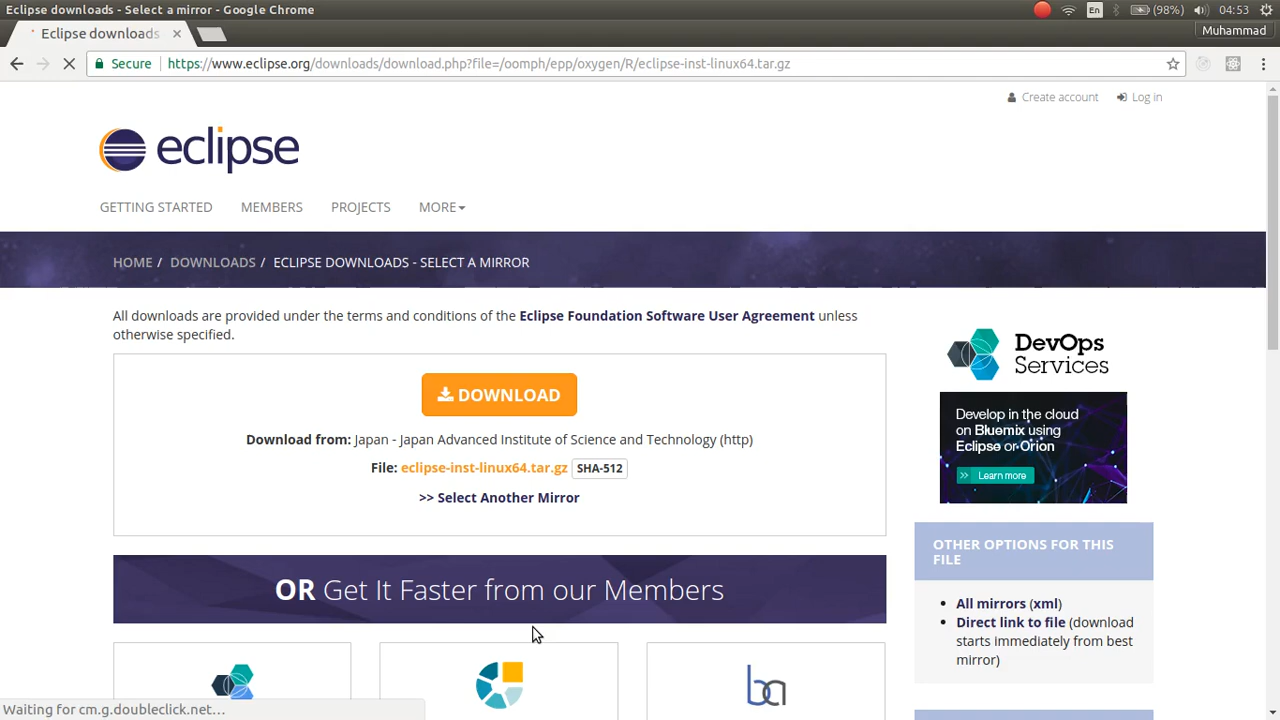 Eclipse downloads - Select a mirror - Google Chrome
En
(98%)
04:53
Eclipse downloads
Muhammad
Secure
https://www.eclipse.org/downloads/download.php?file=/oomph/epp/oxygen/R/eclipse-inst-linux64.tar.gz
Create account
Log in
eclipse
GETTING STARTED
MEMBERS
PROJECTS
MORE
HOME / DOWNLOADS / ECLIPSE DOWNLOADS - SELECT A MIRROR
All downloads are provided under the terms and conditions of the Eclipse Foundation Software User Agreement unless
otherwise specified.
DOWNLOAD
Download from: Japan - Japan Advanced Institute of Science and Technology (http)
File: eclipse-inst-linux64.tar.gz SHA-512
>> Select Another Mirror
OR Get It Faster from our Members
ba
DevOps
Services
Develop in the cloud
on Bluemix using
Eclipse or Orion
>> Learn more
OTHER OPTIONS FOR THIS
FILE
• All mirrors (xml)
• Direct link to file (download
starts immediately from best
mirror)
Waiting for cm.g.doubleclick.net...